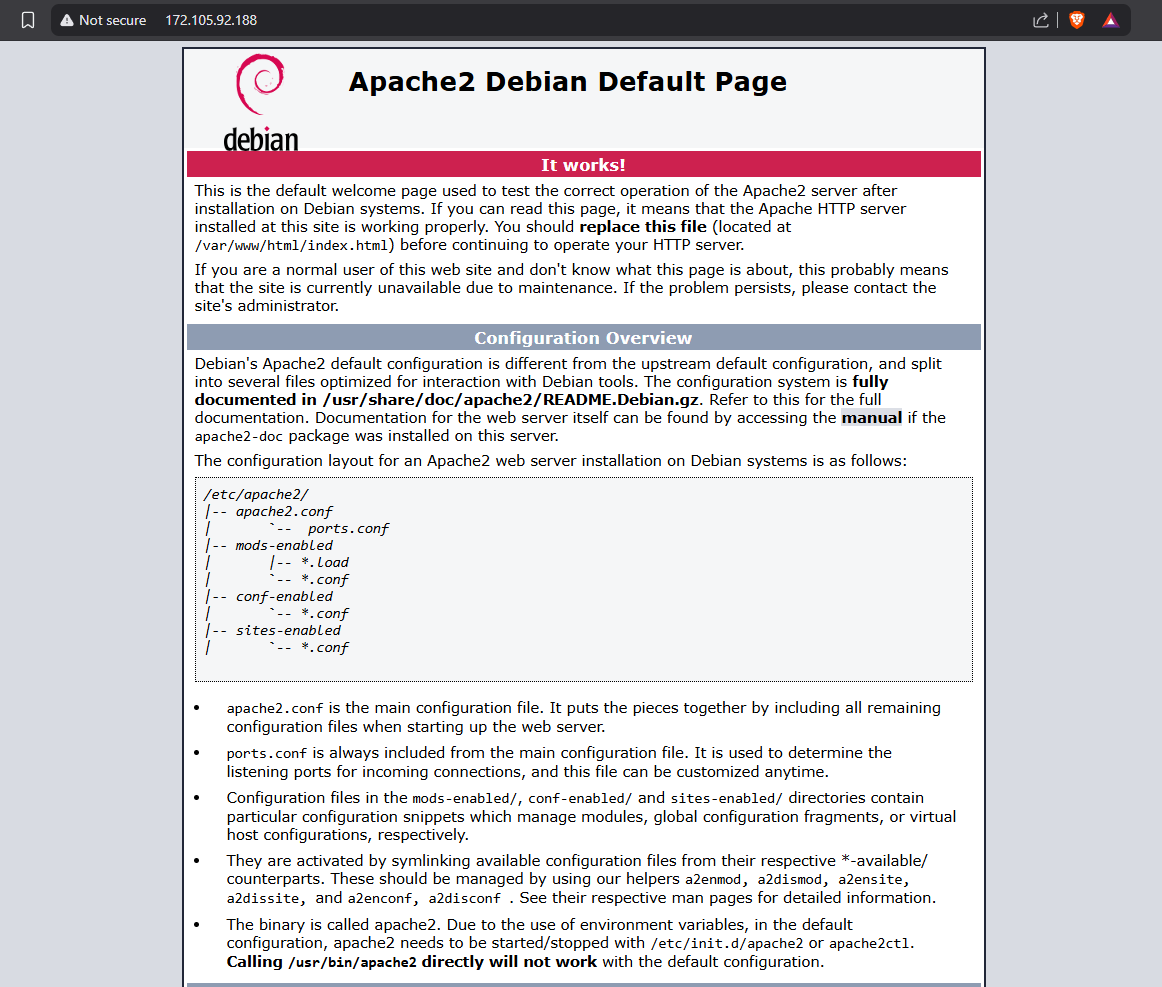 Not secure 172.105.92.188
debian
Apache2 Debian Default Page
It works!
This is the default welcome page used to test the correct operation of the Apache2 server after
installation on Debian systems. If you can read this page, it means that the Apache HTTP server
installed at this site is working properly. You should replace this file (located at
/var/www/html/index.html) before continuing to operate your HTTP server.
If you are a normal user of this web site and don't know what this page is about, this probably means
that the site is currently unavailable due to maintenance. If the problem persists, please contact the
site's administrator.
Configuration Overview
Debian's Apache2 default configuration is different from the upstream default configuration, and split
into several files optimized for interaction with Debian tools. The configuration system is fully
documented in /usr/share/doc/apache2/README.Debian.gz. Refer to this for the full
documentation. Documentation for the web server itself can be found by accessing the manual if the
apache2-doc package was installed on this server.
The configuration layout for an Apache2 web server installation on Debian systems is as follows:
/etc/apache2/
|-- apache2.conf
|       `--  ports.conf
|-- mods-enabled
|       |-- *.load
|       `-- *.conf
|-- conf-enabled
|       `-- *.conf
|-- sites-enabled
|       `-- *.conf
• apache2.conf is the main configuration file. It puts the pieces together by including all remaining
configuration files when starting up the web server.
• ports.conf is always included from the main configuration file. It is used to determine the
listening ports for incoming connections, and this file can be customized anytime.
• Configuration files in the mods-enabled/, conf-enabled/ and sites-enabled/ directories contain
particular configuration snippets which manage modules, global configuration fragments, or virtual
host configurations, respectively.
• They are activated by symlinking available configuration files from their respective *-available/
counterparts. These should be managed by using our helpers a2enmod, a2dismod, a2ensite,
a2dissite, and a2enconf, a2disconf . See their respective man pages for detailed information.
• The binary is called apache2. Due to the use of environment variables, in the default
configuration, apache2 needs to be started/stopped with /etc/init.d/apache2 or apache2ctl.
Calling /usr/bin/apache2 directly will not work with the default configuration.